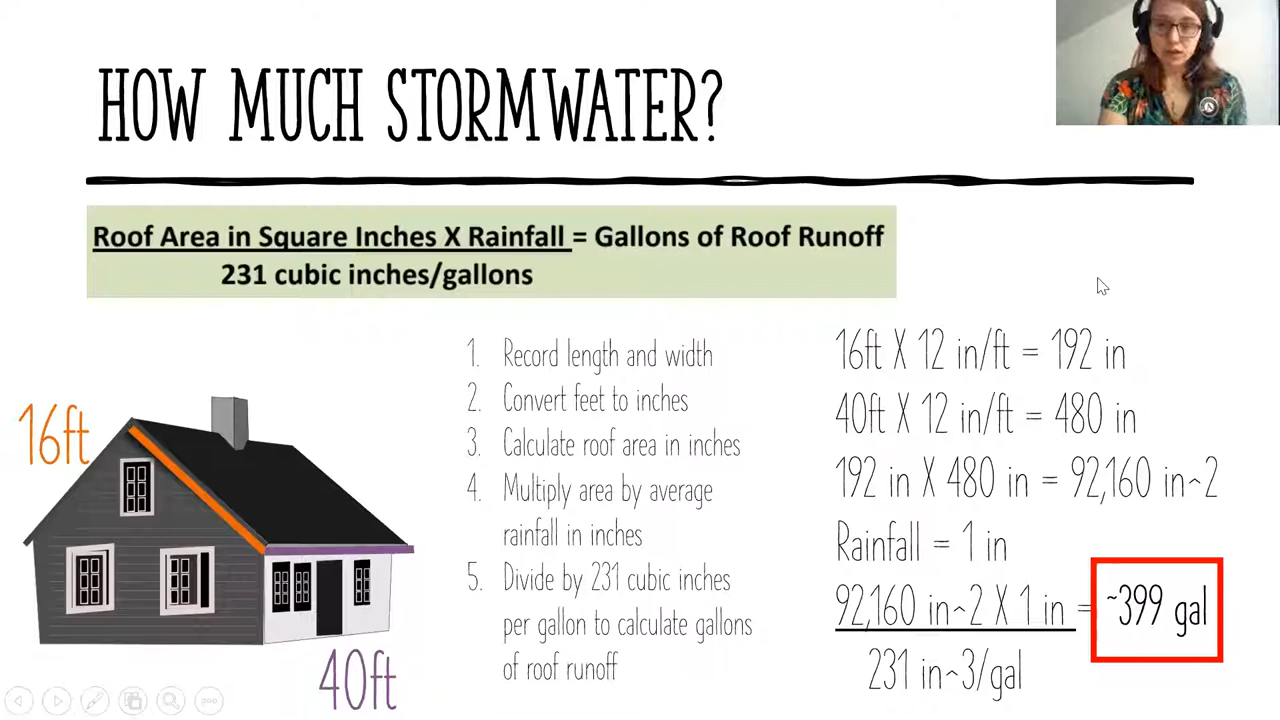 HOW MUCH STORMWATER?
Roof Area in Square Inches X Rainfall = Gallons of Roof Runoff
231 cubic inches/gallons
16ft
40ft
1. Record length and width
2. Convert feet to inches
3. Calculate roof area in inches
4. Multiply area by average
rainfall in inches
5. Divide by 231 cubic inches
per gallon to calculate gallons
of roof runoff
16ft X 12 in/ft = 192 in
40ft X 12 in/ft = 480 in
192 in X 480 in = 92,160 in^2
Rainfall = 1 in
92,160 in^2 X 1 in = ~399 gal
231 in^3/gal